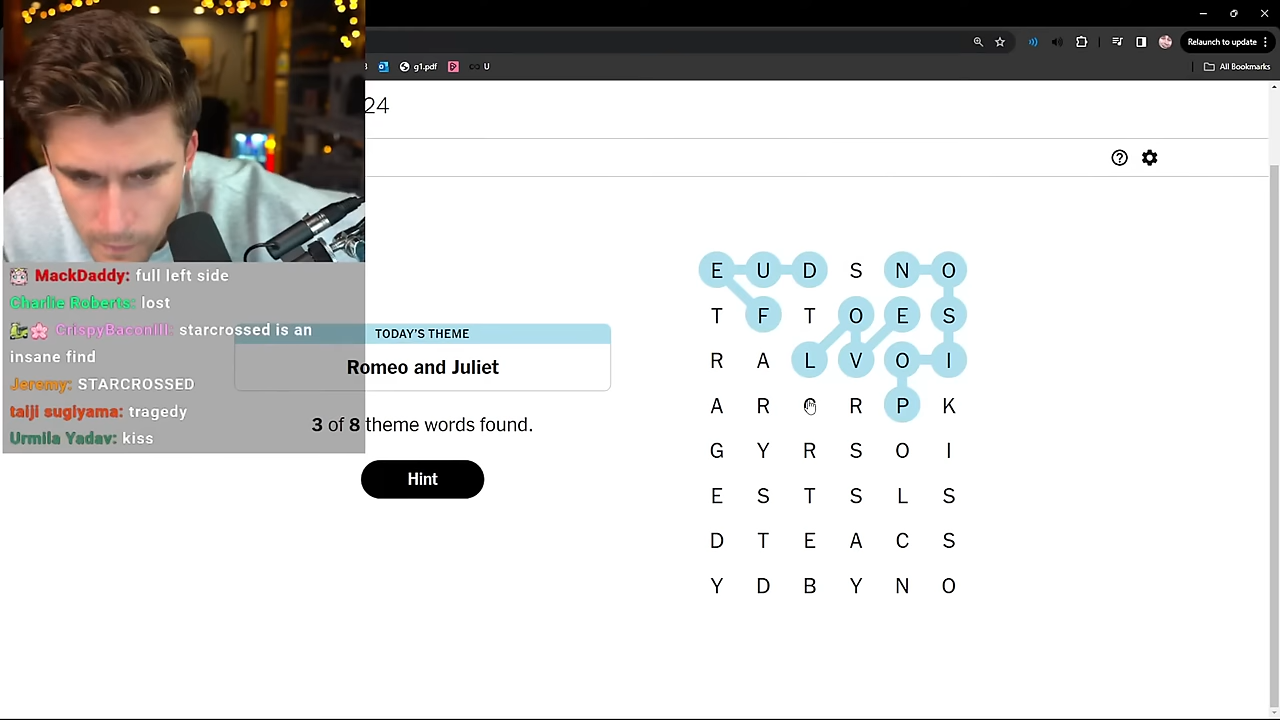 Relaunch to update
g1.pdf
U
All Bookmarks
24
MackDaddy: full left side
Charlie Roberts: lost
CrispyBaconIII: starcrossed is an
insane find
Jeremy: STARCROSSED
taiji sugiyama: tragedy
Urmila Yadav: kiss
TODAY'S THEME
Romeo and Juliet
3 of 8 theme words found.
Hint
E U D S N O
T F T O E S
R A L V O I
A R R P K
G Y R S O I
E S T S L S
D T E A C S
Y D B Y N O